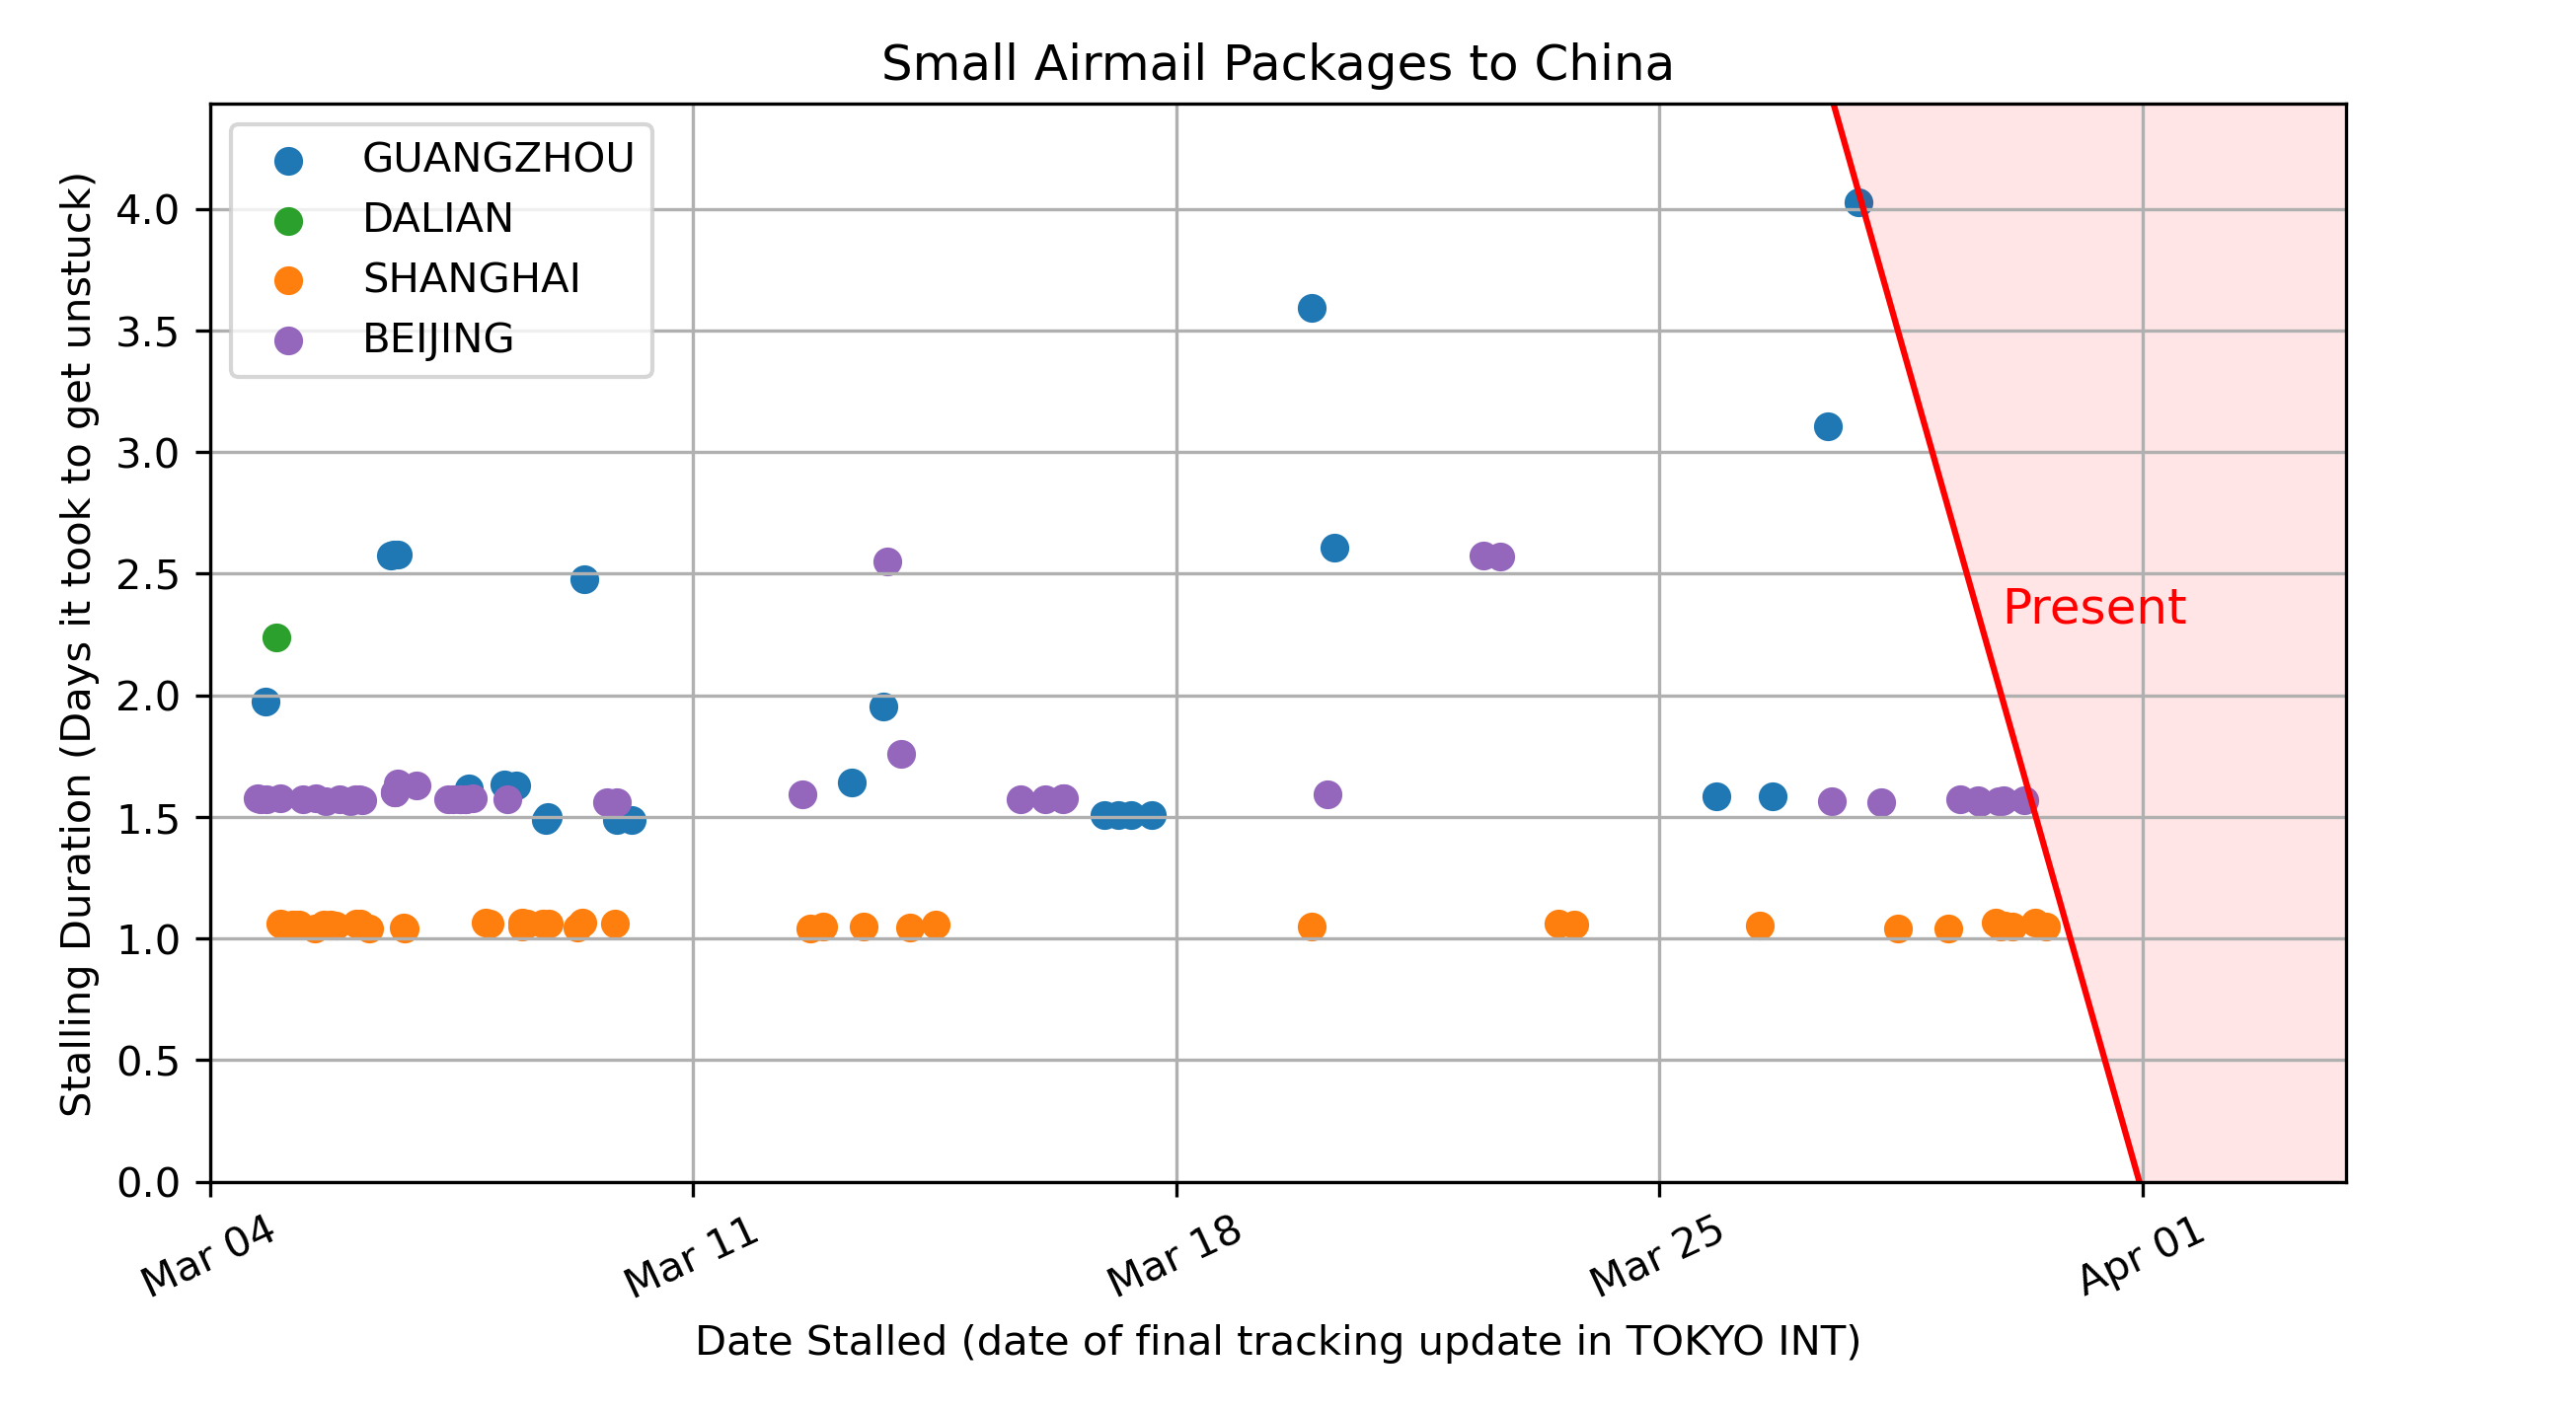 Small Airmail Packages to China
GUANGZHOU
DALIAN
SHANGHAI
BEIJING
Stalling Duration (Days it took to get unstuck)
4.0
3.5
3.0
2.5
2.0
1.5
1.0
0.5
0.0
Present
Mar 04
Mar 11
Mar 18
Mar 25
Apr 01
Date Stalled (date of final tracking update in TOKYO INT)